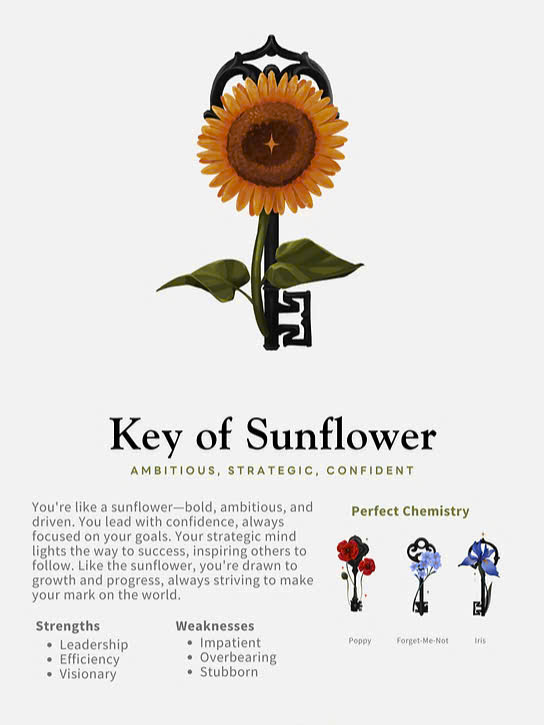 Key of Sunflower
AMBITIOUS, STRATEGIC, CONFIDENT
You're like a sunflower—bold, ambitious, and
driven. You lead with confidence, always
focused on your goals. Your strategic mind
lights the way to success, inspiring others to
follow. Like the sunflower, you're drawn to
growth and progress, always striving to make
your mark on the world.
Strengths
• Leadership
• Efficiency
• Visionary
Weaknesses
• Impatient
• Overbearing
• Stubborn
Perfect Chemistry
Poppy
Forget-Me-Not
Iris